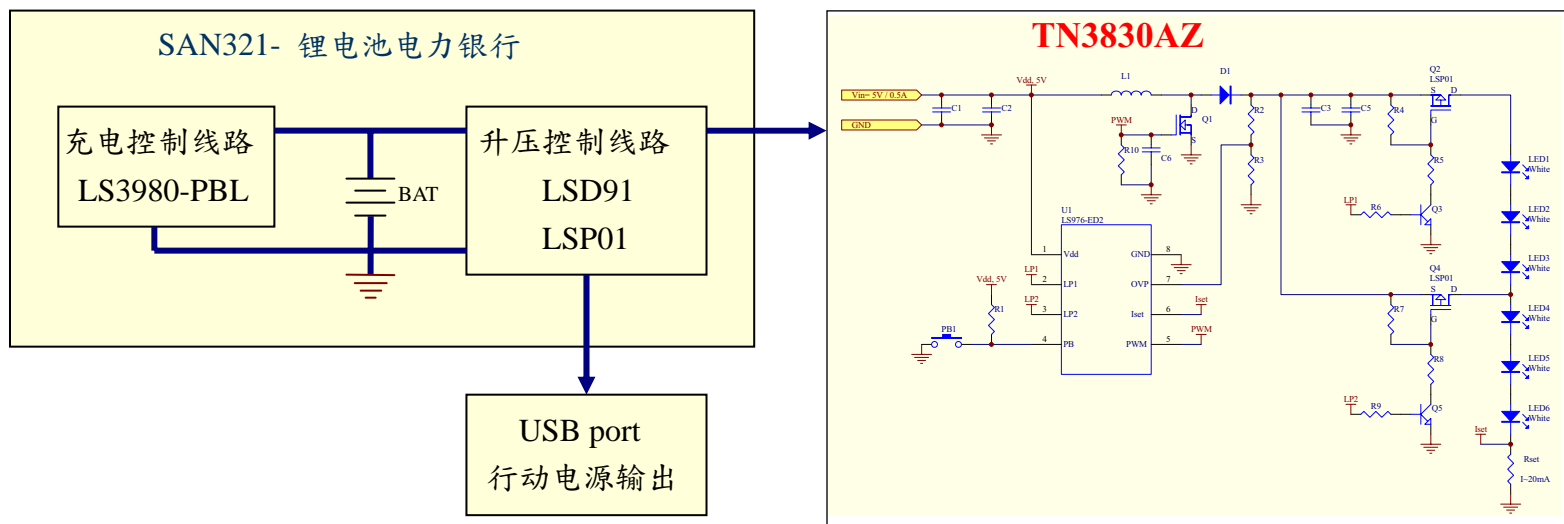 SAN321- 锂电池电力银行
充电控制线路
LS3980-PBL
BAT
升压控制线路
LSD91
LSP01
USB port
行动电源输出
TN3830AZ
Vin= 5V / 0.5A
GND
C1
C2
Vdd, 5V
L1
D1
PWM
R10
C6
D
S
Q1
R2
R3
C3
C5
R4
Q2
LSP01
S
D
G
R5
LP1
R6
Q3
LED1
White
LED2
White
LED3
White
Q4
LSP01
S
D
G
R7
R8
LP2
R9
Q5
LED4
White
LED5
White
LED6
White
Iset
Rset
I~20mA
U1
LS976-ED2
1
Vdd
GND
8
LP1
2
LP1
OVP
7
LP2
3
LP2
Iset
6
Iset
4
PB
PWM
5
PWM
Vdd, 5V
R1
PB1